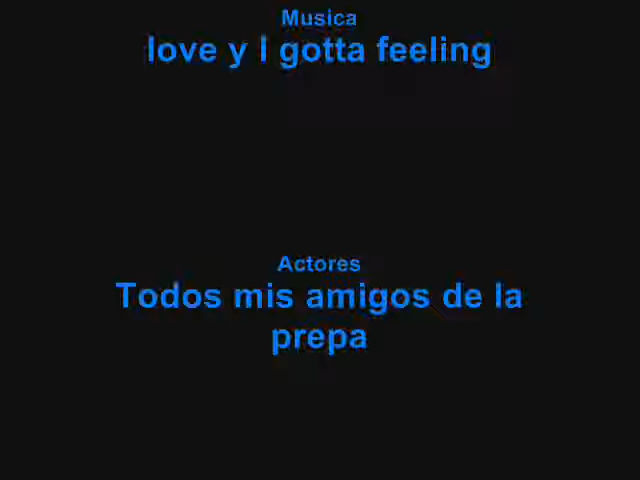 Musica
love y I gotta feeling
Actores
Todos mis amigos de la
prepa